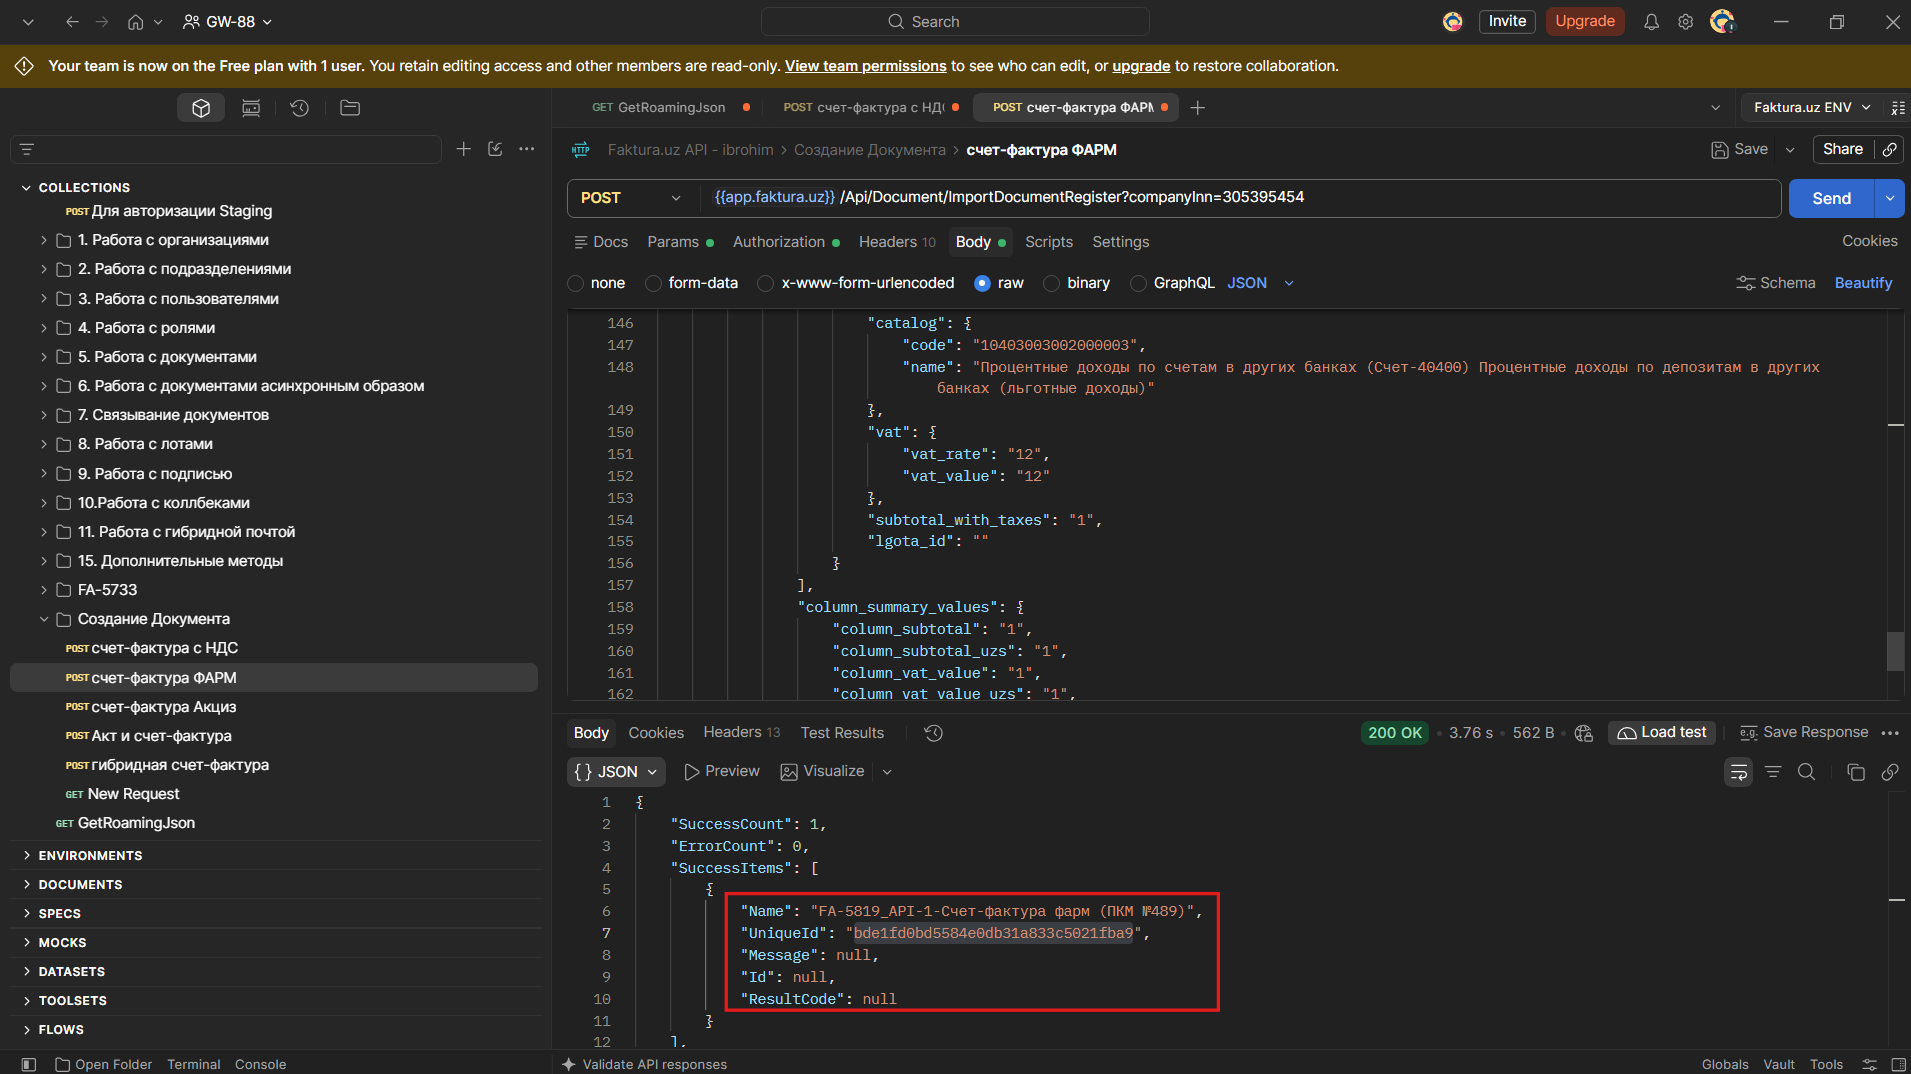 GW-88
Search
Invite
Upgrade
Your team is now on the Free plan with 1 user. You retain editing access and other members are read-only. View team permissions to see who can edit, or upgrade to restore collaboration.
GET GetRoamingJson
POST счет-фактура с НДС
POST счет-фактура ФАРМ
Faktura.uz ENV
COLLECTIONS
POST Для авторизации Staging
1. Работа с организациями
2. Работа с подразделениями
3. Работа с пользователями
4. Работа с ролями
5. Работа с документами
6. Работа с документами асинхронным образом
7. Связывание документов
8. Работа с лотами
9. Работа с подписью
10.Работа с коллбеками
11. Работа с гибридной почтой
15. Дополнительные методы
FA-5733
Создание Документа
POST счет-фактура с НДС
POST счет-фактура ФАРМ
POST счет-фактура Акциз
POST Акт и счет-фактура
POST гибридная счет-фактура
GET New Request
GET GetRoamingJson
ENVIRONMENTS
DOCUMENTS
SPECS
MOCKS
DATASETS
TOOLSETS
FLOWS
HTTP Faktura.uz API - ibrohim > Создание Документа > счет-фактура ФАРМ
Save
Share
POST {{app.faktura.uz}} /Api/Document/ImportDocumentRegister?companyInn=305395454
Send
Docs Params Authorization Headers 10 Body Scripts Settings
Cookies
none form-data x-www-form-urlencoded raw binary GraphQL JSON
Schema Beautify
146 "catalog": {
147 "code": "10403003002000003",
148 "name": "Процентные доходы по счетам в других банках (Счет-40400) Процентные доходы по депозитам в других
банках (льготные доходы)"
149 },
150 "vat": {
151 "vat_rate": "12",
152 "vat_value": "12"
153 },
154 "subtotal_with_taxes": "1",
155 "lgota_id": ""
156 }
157 ],
158 "column_summary_values": {
159 "column_subtotal": "1",
160 "column_subtotal_uzs": "1",
161 "column_vat_value": "1",
162 "column_vat_value_uzs": "1",
Body Cookies Headers 13 Test Results
200 OK • 3.76 s • 562 B
Load test
e.g. Save Response
{} JSON Preview Visualize
1 {
2 "SuccessCount": 1,
3 "ErrorCount": 0,
4 "SuccessItems": [
5 {
6 "Name": "FA-5819_API-1-Счет-фактура фарм (ПКМ №489)",
7 "UniqueId": "bde1fd0bd5584e0db31a833c5021fba9",
8 "Message": null,
9 "Id": null,
10 "ResultCode": null
11 }
12 ],
Open Folder Terminal Console
Validate API responses
Globals Vault Tools